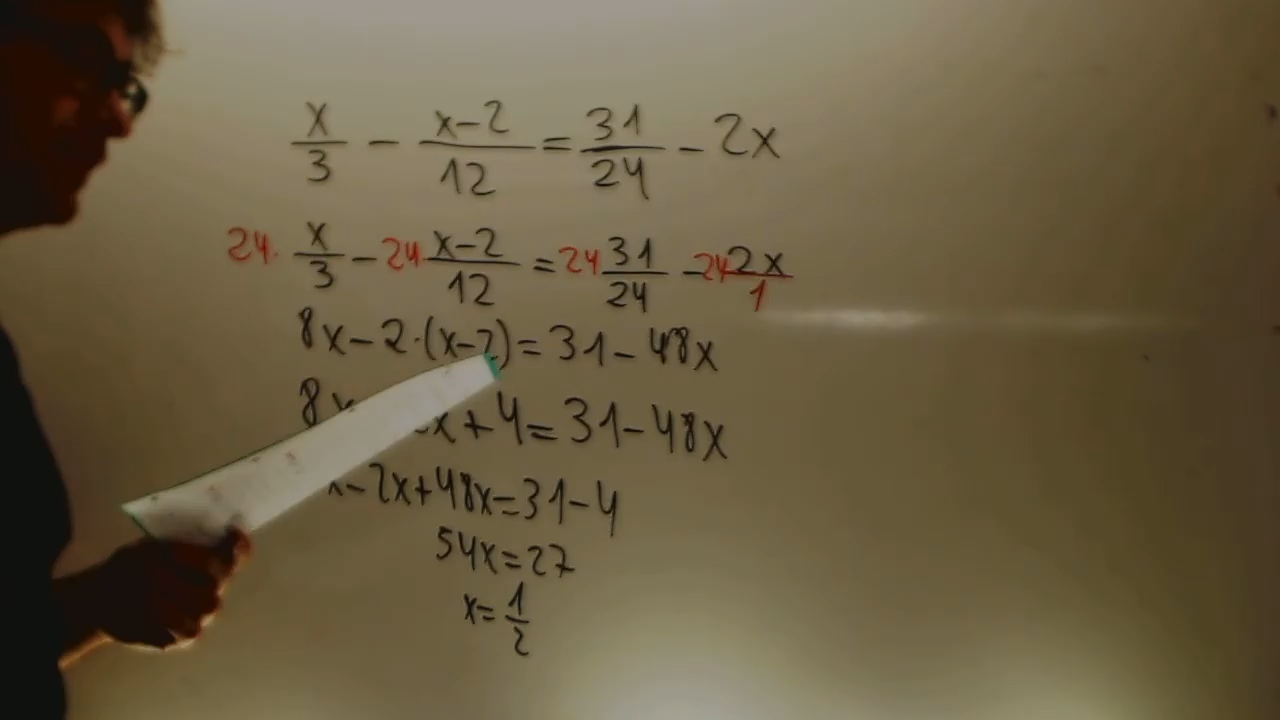 x/3 − x−2/12 = 31/24 − 2x
24· x/3 − 24 x−2/12 = 24 31/24 − 24 2x/1
8x − 2·(x−2) = 31 − 48x
8x x + 4 = 31 − 48x
x − 2x + 48x = 31 − 4
54x = 27
x = 1/2